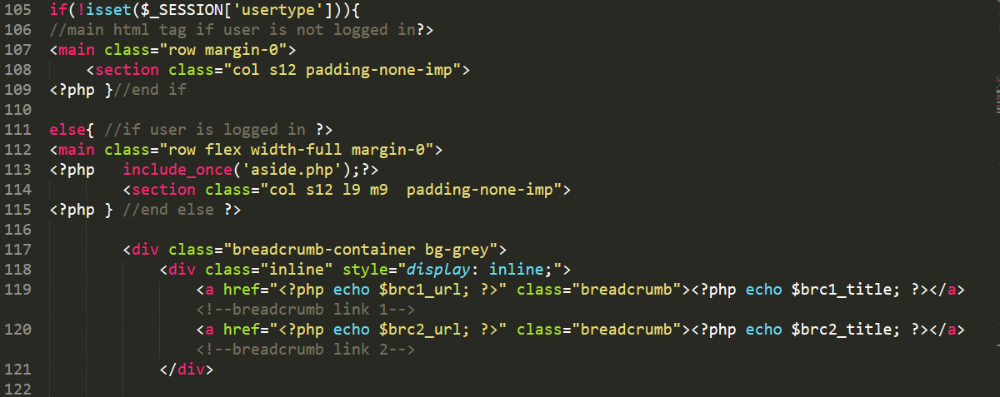 105 if(!isset($_SESSION['usertype'])){
106 //main html tag if user is not logged in?>
107 <main class="row margin-0">
108     <section class="col s12 padding-none-imp">
109 <?php }//end if
110
111 else{ //if user is logged in ?>
112 <main class="row flex width-full margin-0">
113 <?php   include_once('aside.php');?>
114         <section class="col s12 l9 m9  padding-none-imp">
115 <?php } //end else ?>
116
117         <div class="breadcrumb-container bg-grey">
118             <div class="inline" style="display: inline;">
119                 <a href="<?php echo $brc1_url; ?>" class="breadcrumb"><?php echo $brc1_title; ?></a>
                <!--breadcrumb link 1-->
120                 <a href="<?php echo $brc2_url; ?>" class="breadcrumb"><?php echo $brc2_title; ?></a>
                <!--breadcrumb link 2-->
121             </div>
122